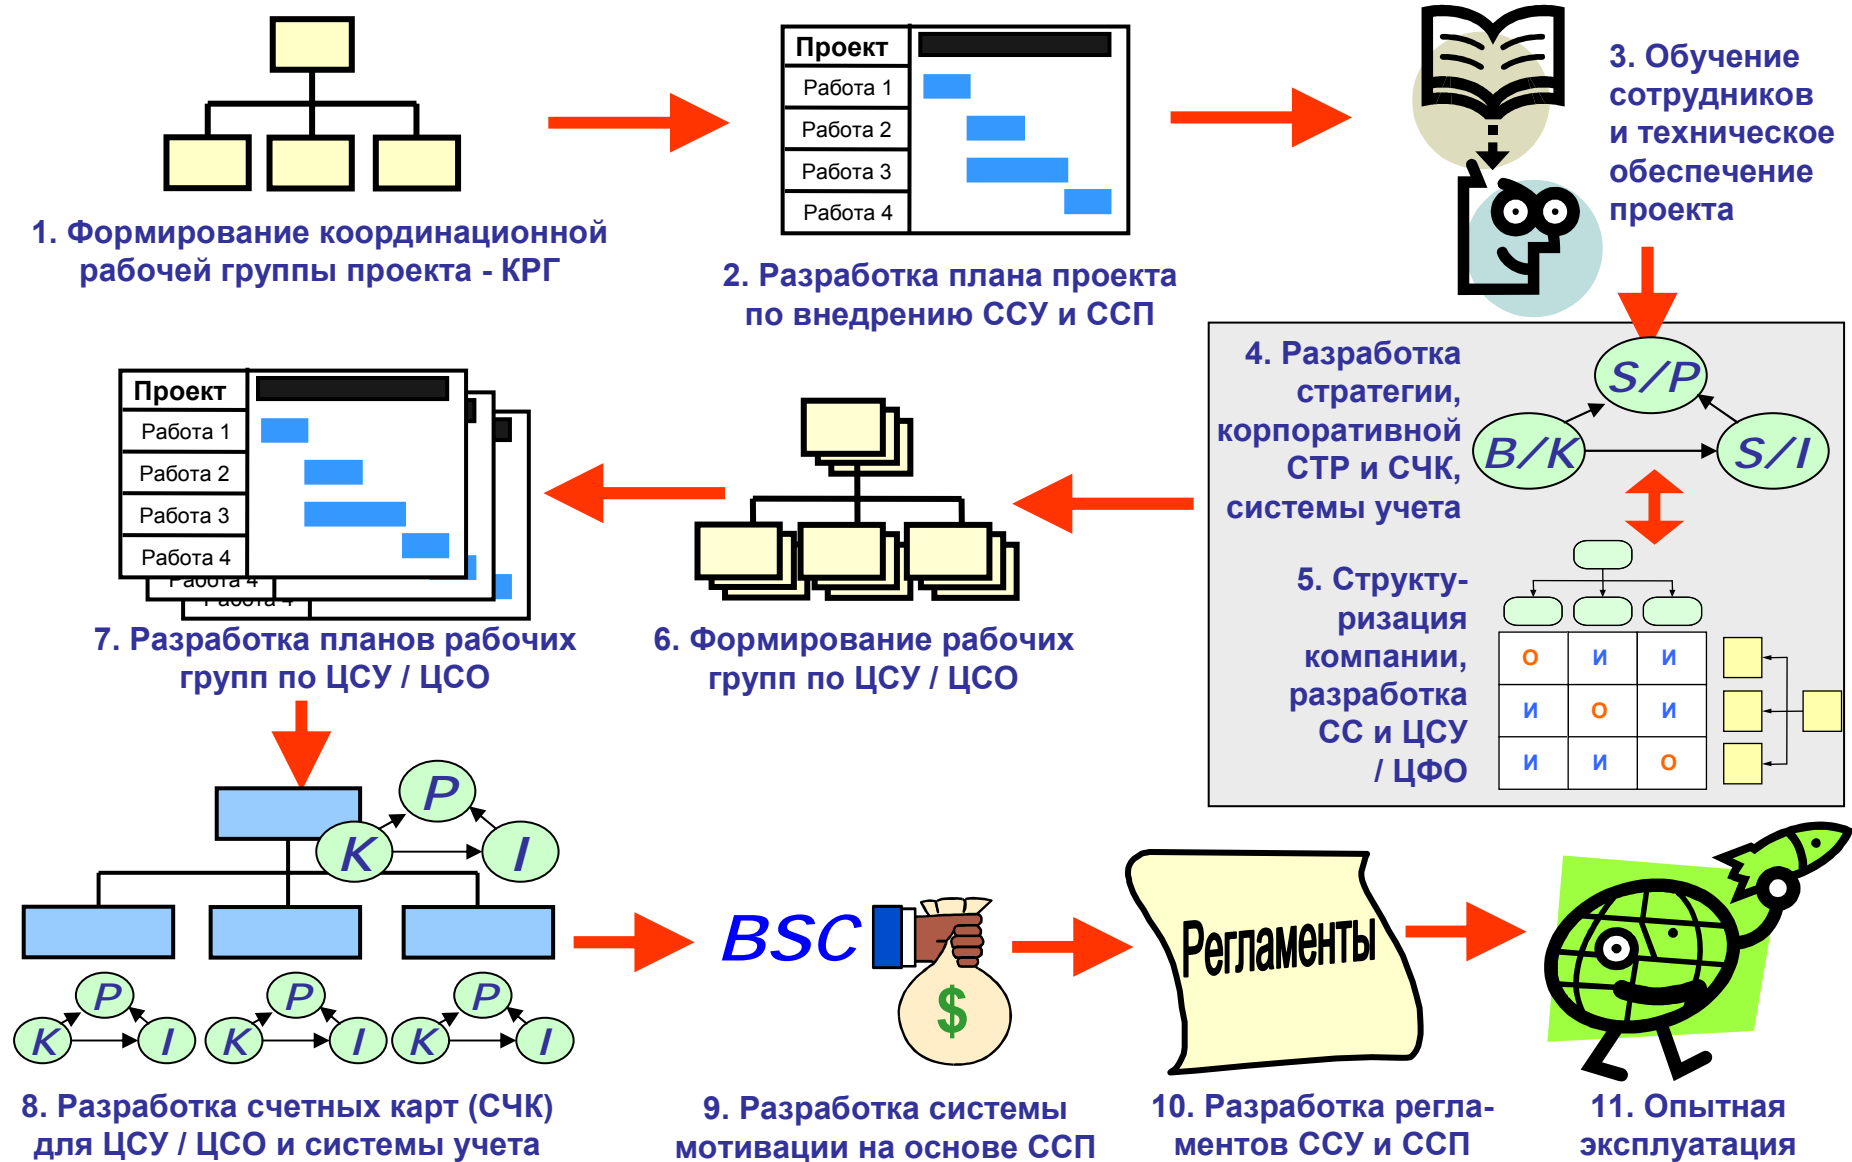 1. Формирование координационной
рабочей группы проекта - КРГ
Проект
Работа 1
Работа 2
Работа 3
Работа 4
2. Разработка плана проекта
по внедрению ССУ и ССП
3. Обучение
сотрудников
и техническое
обеспечение
проекта
4. Разработка
стратегии,
корпоративной
СТР и СЧК,
системы учета
S/P
B/K
S/I
5. Структу-
ризация
компании,
разработка
СС и ЦСУ
/ ЦФО
О И И
И О И
И И О
6. Формирование рабочих
групп по ЦСУ / ЦСО
Проект
Работа 1
Работа 2
Работа 3
Работа 4
Работа 4
Работа 4
7. Разработка планов рабочих
групп по ЦСУ / ЦСО
P
K
I
P
K
I
P
K
I
P
K
I
8. Разработка счетных карт (СЧК)
для ЦСУ / ЦСО и системы учета
BSC
$
9. Разработка системы
мотивации на основе ССП
Регламенты
10. Разработка регла-
ментов ССУ и ССП
11. Опытная
эксплуатация